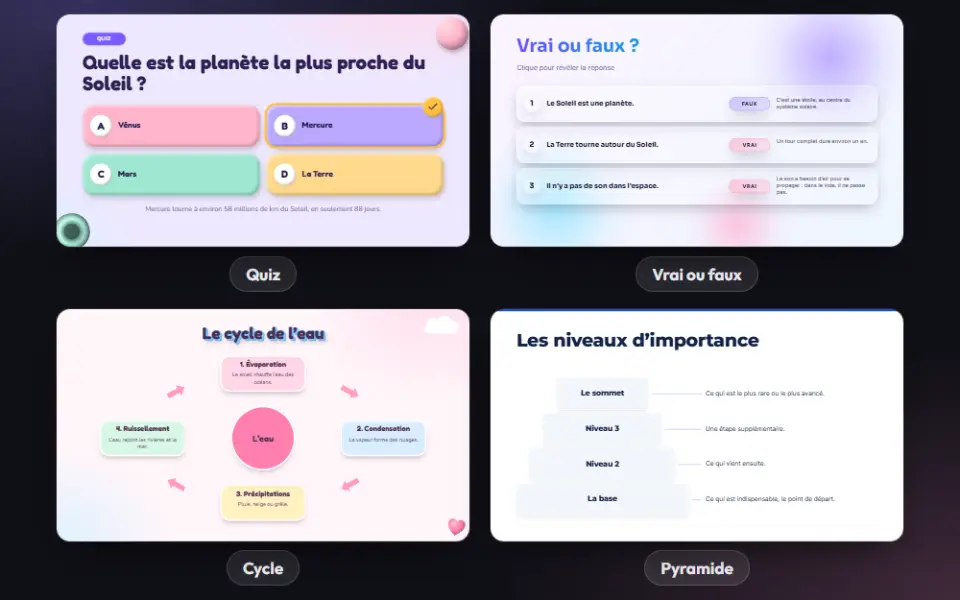 QUIZ
Quelle est la planète la plus proche du
Soleil ?
A Vénus
B Mercure
C Mars
D La Terre
Mercure tourne à environ 58 millions de km du Soleil, en seulement 88 jours.
Quiz
Vrai ou faux ?
Clique pour révéler la réponse
1 Le Soleil est une planète. FAUX
C'est une étoile, au centre du
système solaire.
2 La Terre tourne autour du Soleil. VRAI
Un tour complet dure environ un an.
3 Il n'y a pas de son dans l'espace. VRAI
Le son a besoin d'air pour se
propager : dans le vide, il ne passe
pas.
Vrai ou faux
Le cycle de l'eau
1. Évaporation
Le soleil chauffe l'eau des
océans.
4. Ruissellement
L'eau rejoint les rivières et la
mer.
L'eau
2. Condensation
La vapeur forme des nuages.
3. Précipitations
Pluie, neige ou grêle.
Cycle
Les niveaux d'importance
Le sommet
Ce qui est le plus rare ou le plus avancé.
Niveau 3
Une étape supplémentaire.
Niveau 2
Ce qui vient ensuite.
La base
Ce qui est indispensable, le point de départ.
Pyramide